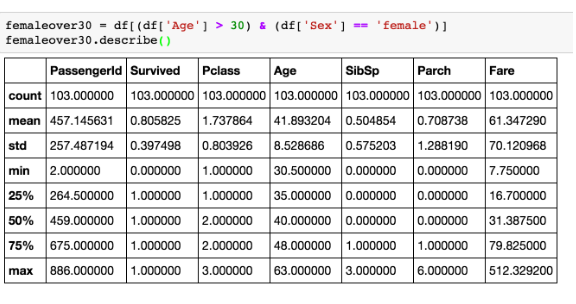 femaleover30 = df[(df['Age'] > 30) & (df['Sex'] == 'female')]
femaleover30.describe()
PassengerId Survived Pclass Age SibSp Parch Fare
count 103.000000 103.000000 103.000000 103.000000 103.000000 103.000000 103.000000
mean 457.145631 0.805825 1.737864 41.893204 0.504854 0.708738 61.347290
std 257.487194 0.397498 0.803926 8.528686 0.575203 1.288190 70.120968
min 2.000000 0.000000 1.000000 30.500000 0.000000 0.000000 7.750000
25% 264.500000 1.000000 1.000000 35.000000 0.000000 0.000000 16.700000
50% 459.000000 1.000000 2.000000 40.000000 0.000000 0.000000 31.387500
75% 675.000000 1.000000 2.000000 48.000000 1.000000 1.000000 79.825000
max 886.000000 1.000000 3.000000 63.000000 3.000000 6.000000 512.329200